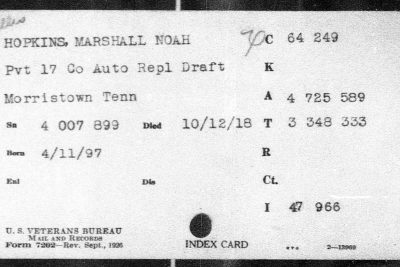 HOPKINS, MARSHALL NOAH C 64 249
Pvt 17 Co Auto Repl Draft K
Morristown Tenn A 4 725 589
Sn 4 007 899 Died 10/12/18 T 3 348 333
Born 4/11/97 R
Enl Dis Ct.
I 47 966
U. S. VETERANS BUREAU
MAIL AND RECORDS
Form 7202—Rev. Sept., 1926 INDEX CARD 2—12969